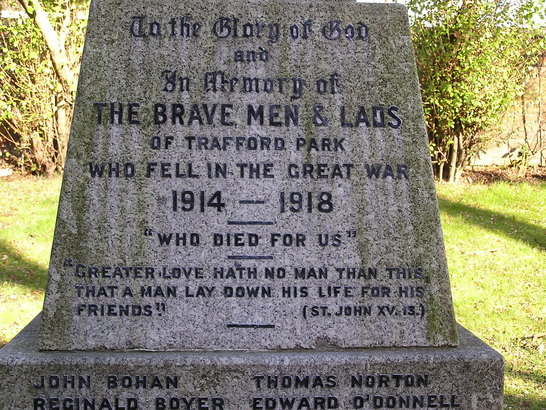 To the Glory of God
and
In Memory of
THE BRAVE MEN & LADS
OF TRAFFORD PARK
WHO FELL IN THE GREAT WAR
1914 — 1918
"WHO DIED FOR US"
"GREATER LOVE HATH NO MAN THAN THIS,
THAT A MAN LAY DOWN HIS LIFE FOR HIS
FRIENDS" (ST. JOHN XV. 13.)
JOHN BOHAN THOMAS NORTON
REGINALD BOYER EDWARD O'DONNELL